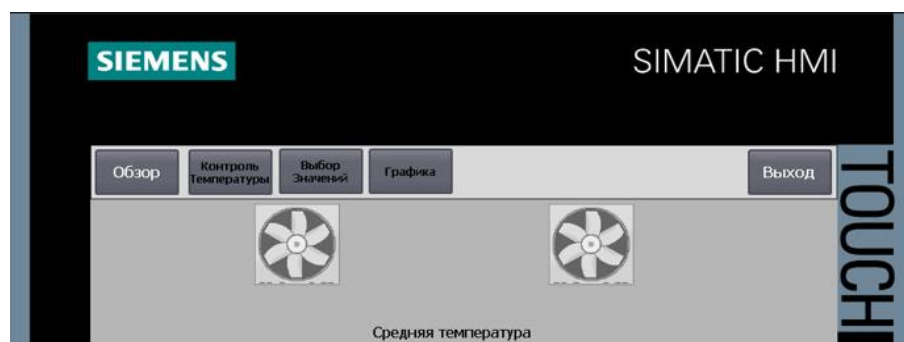 SIEMENS
SIMATIC HMI
Обзор
Контроль
Температуры
Выбор
Значений
Графика
Выход
TOUCH
Средняя температура